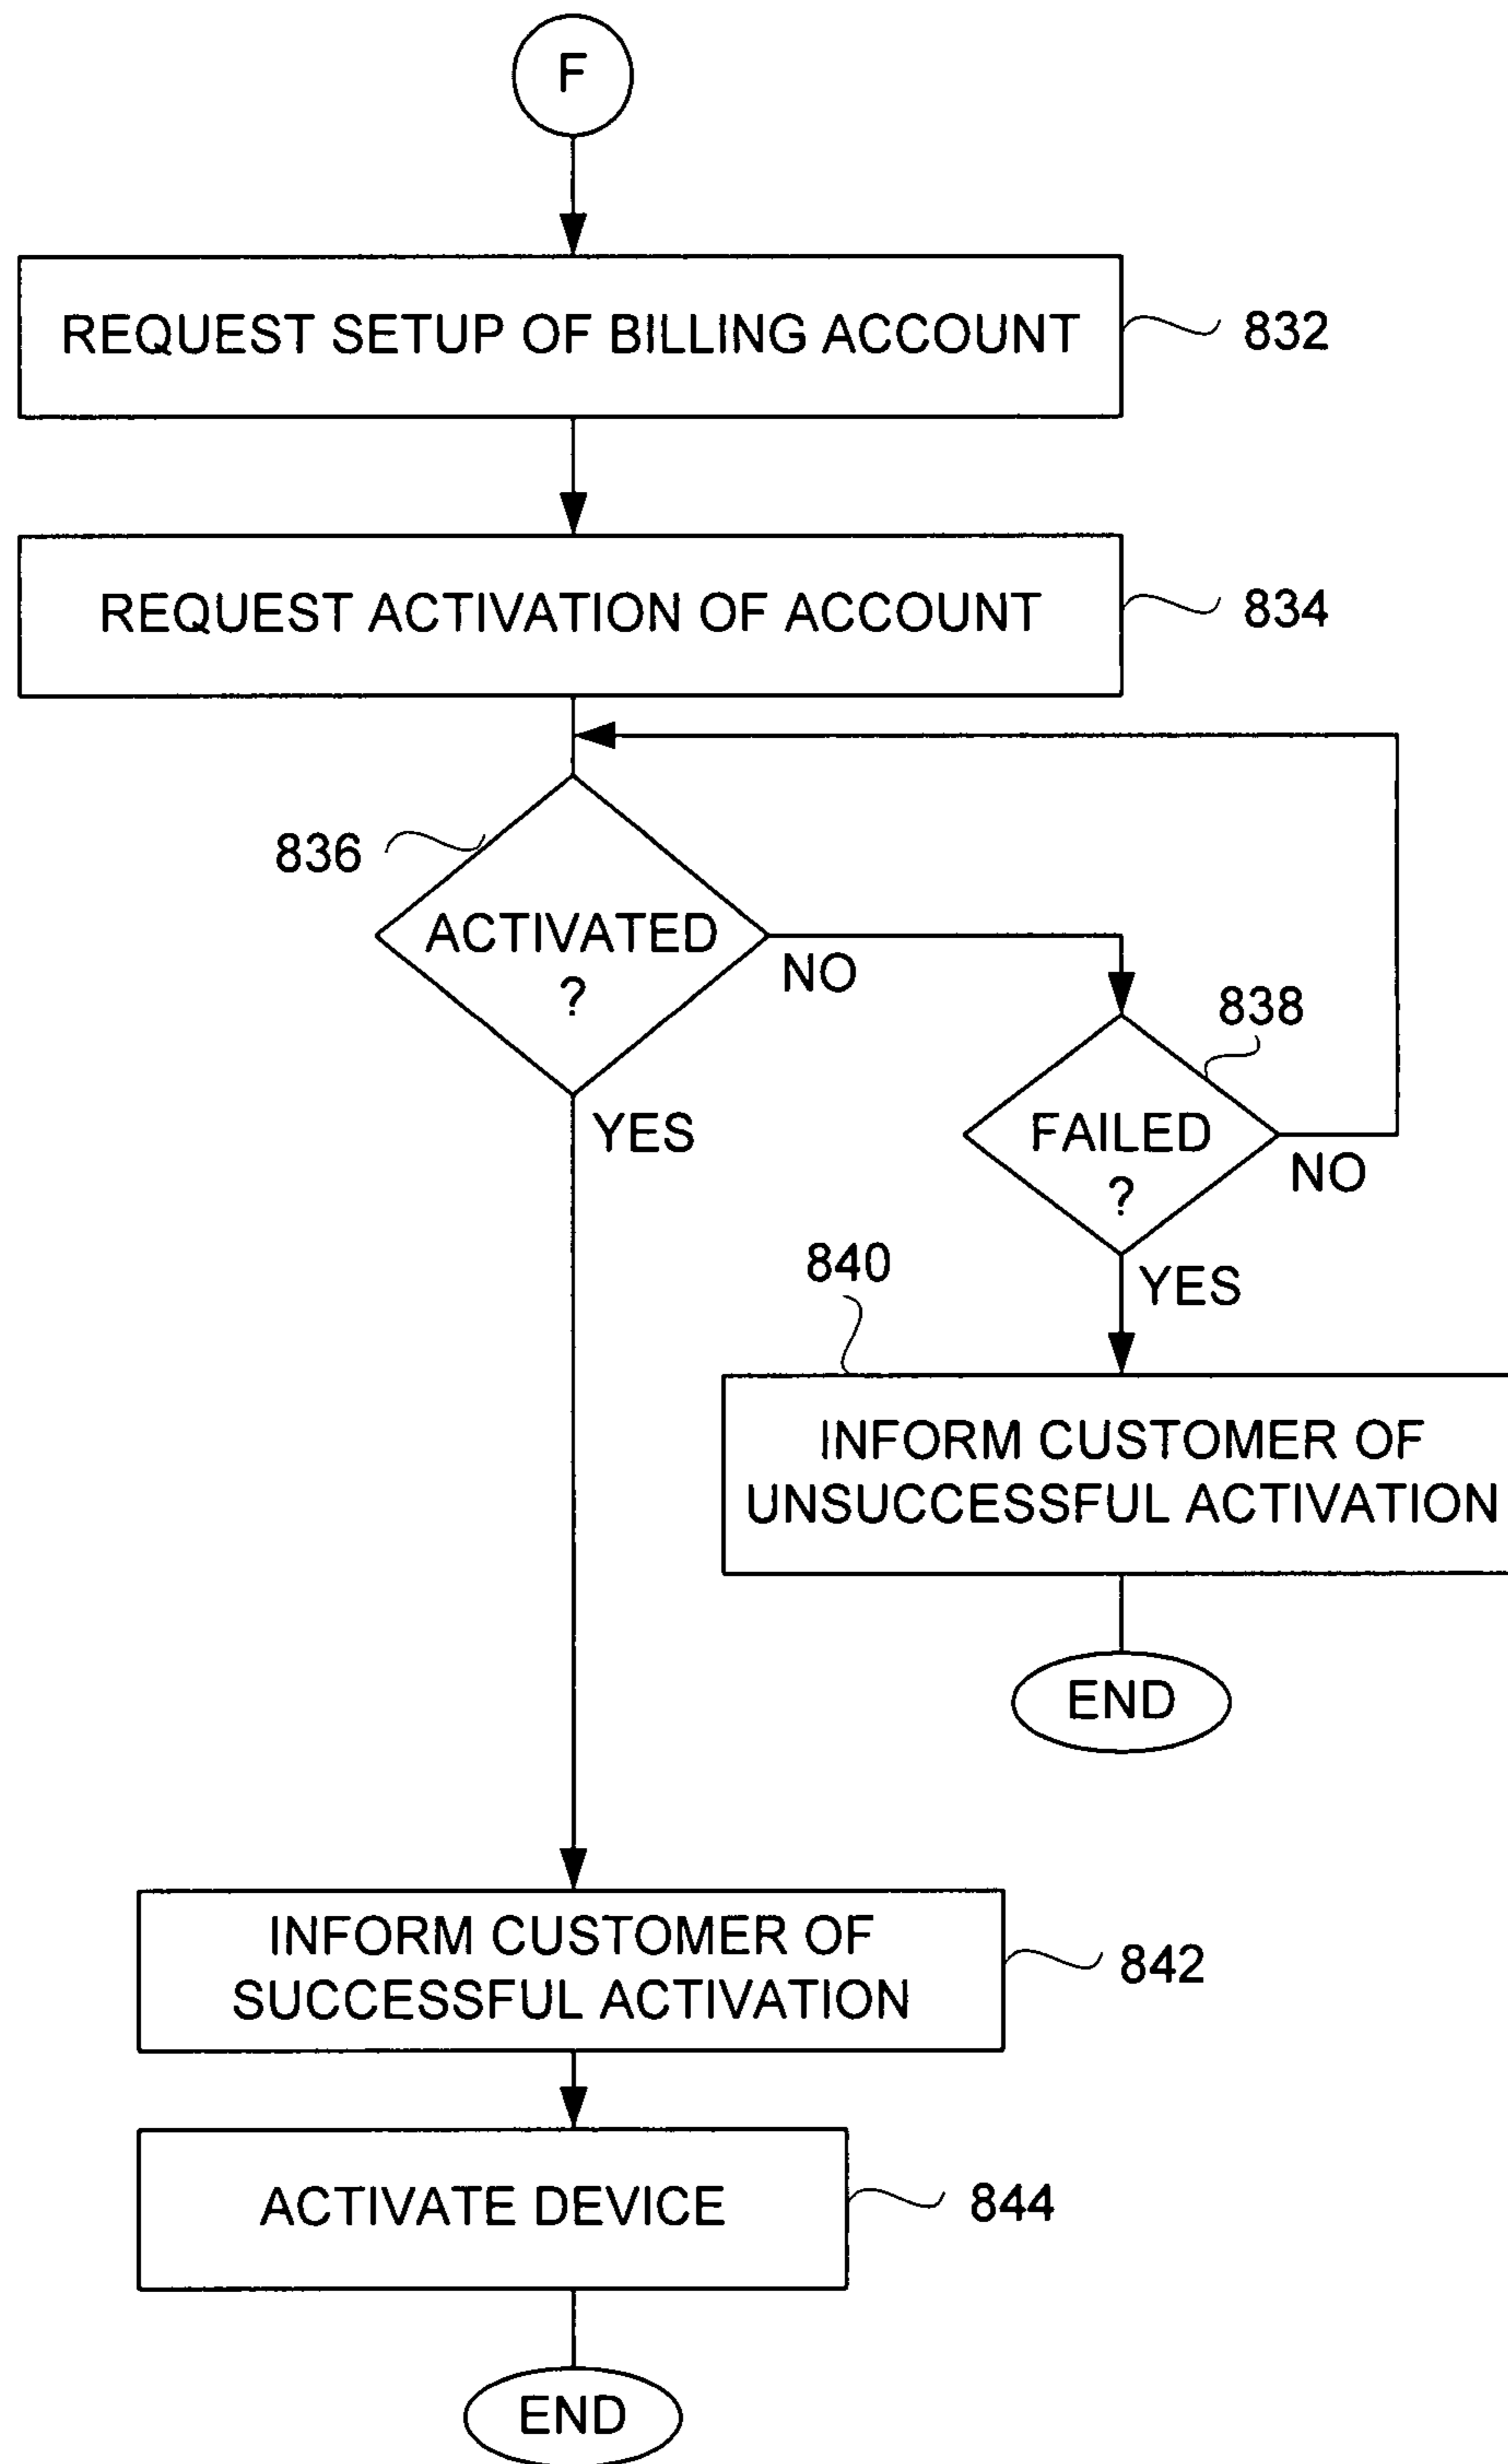 F
REQUEST SETUP OF BILLING ACCOUNT
832
REQUEST ACTIVATION OF ACCOUNT
834
836
ACTIVATED
?
NO
YES
838
FAILED
?
NO
YES
840
INFORM CUSTOMER OF
UNSUCCESSFUL ACTIVATION
END
INFORM CUSTOMER OF
SUCCESSFUL ACTIVATION
842
ACTIVATE DEVICE
844
END